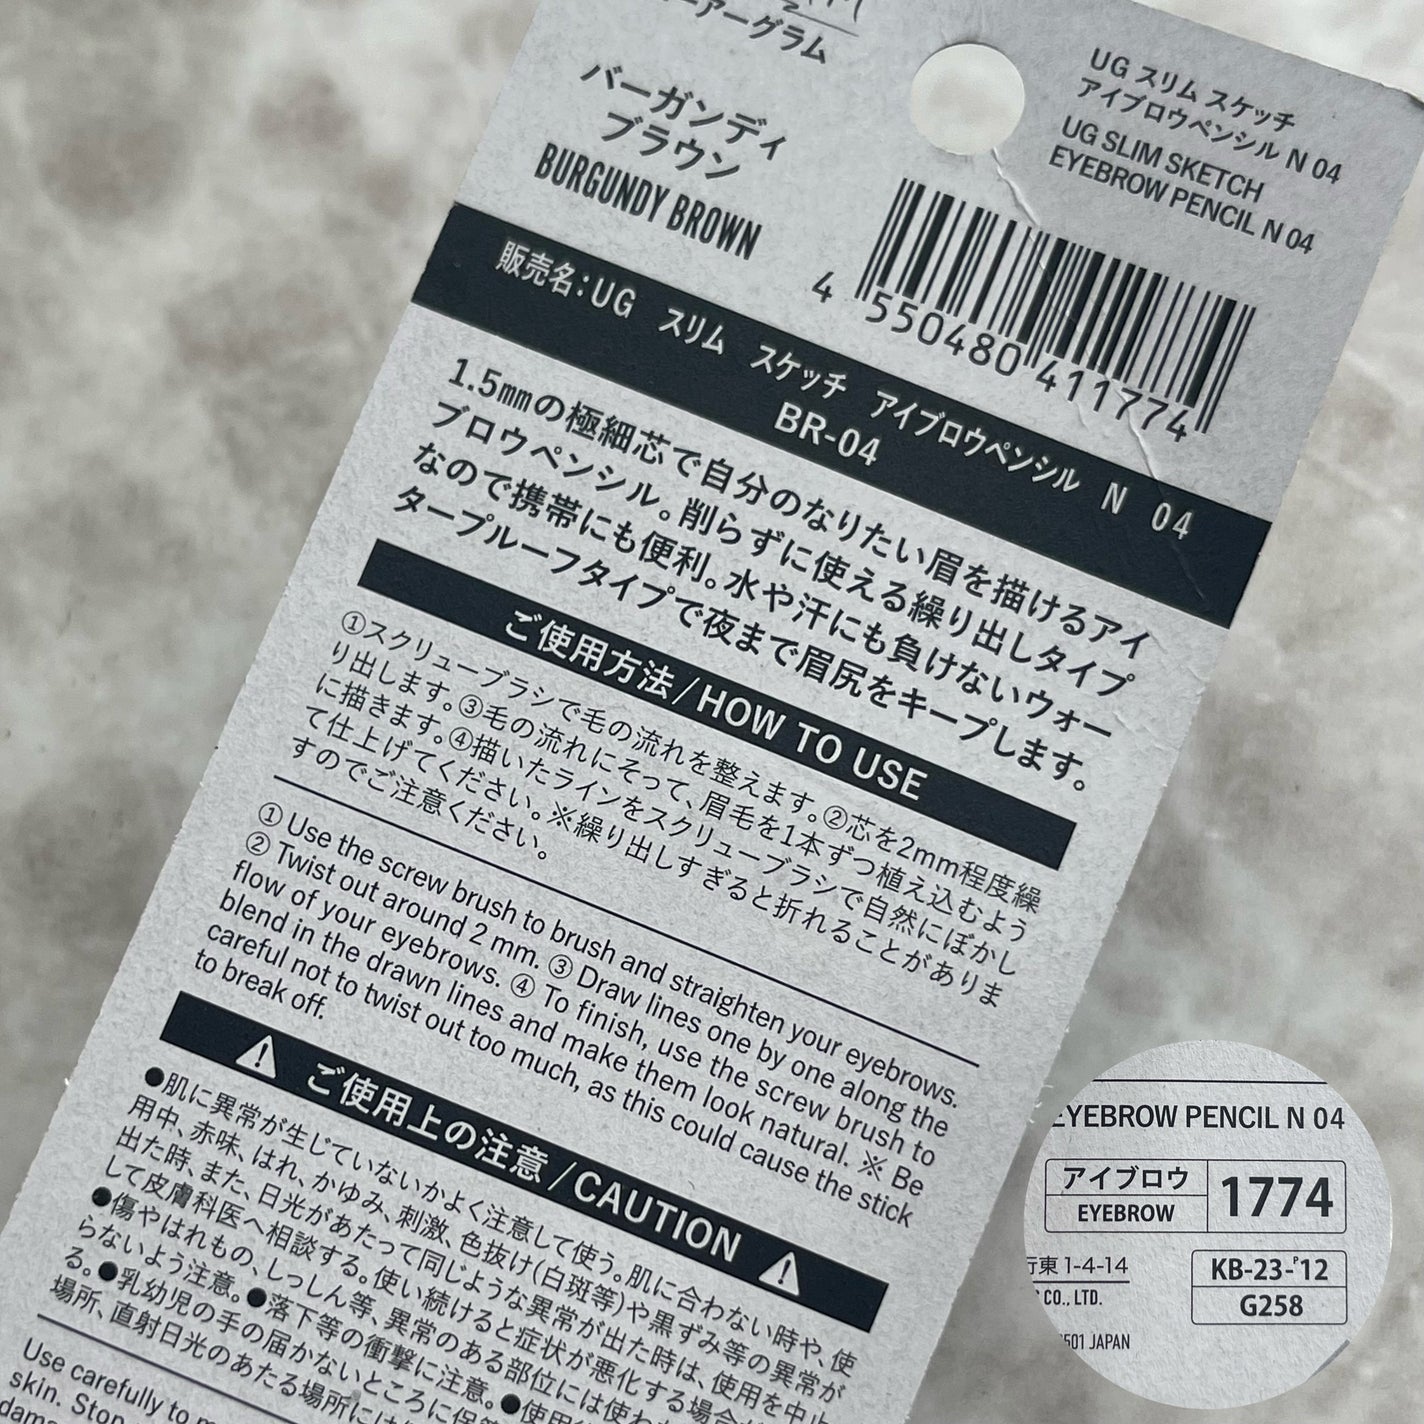 ーアーグラム
バーガンディ
ブラウン
BURGUNDY BROWN
UG スリム スケッチ
アイブロウペンシル N 04
UG SLIM SKETCH
EYEBROW PENCIL N 04
4 550480 411774
販売名:UG スリム スケッチ アイブロウペンシル N 04
BR-04
1.5mmの極細芯で自分のなりたい眉を描けるアイ
ブロウペンシル。削らずに使える繰り出しタイプ
なので携帯にも便利。水や汗にも負けないウォー
タープルーフタイプで夜まで眉尻をキープします。
ご使用方法/HOW TO USE
①スクリューブラシで毛の流れを整えます。②芯を2mm程度繰
り出します。③毛の流れにそって、眉毛を1本ずつ植え込むよう
に描きます。④描いたラインをスクリューブラシで自然にぼかし
て仕上げてください。※繰り出しすぎると折れることがありま
すのでご注意ください。
① Use the screw brush to brush and straighten your eyebrows.
② Twist out around 2 mm. ③ Draw lines one by one along the
flow of your eyebrows. ④ To finish, use the screw brush to
blend in the drawn lines and make them look natural. ※ Be
careful not to twist out too much, as this could cause the stick
to break off.
⚠ ご使用上の注意/CAUTION ⚠
●肌に異常が生じていないかよく注意して使う。肌に合わない時や、使
用中、赤味、はれ、かゆみ、刺激、色抜け(白斑等)や黒ずみ等の異常が
出た時、また、日光があたって同じような異常が出た時は、使用を中止
して皮膚科医へ相談する。使い続けると症状が悪化する場合が
●傷やはれもの、しっしん等、異常のある部位には使わ
らないよう注意。●落下等の衝撃に注意。●使用
る。●乳幼児の手の届かないところに保
場所、直射日光のあたる場所には
Use carefully to
skin. Stop
EYEBROW PENCIL N 04
アイブロウ
EYEBROW
1774
東 1-4-14
CO., LTD.
KB-23-'12
G258
501 JAPAN